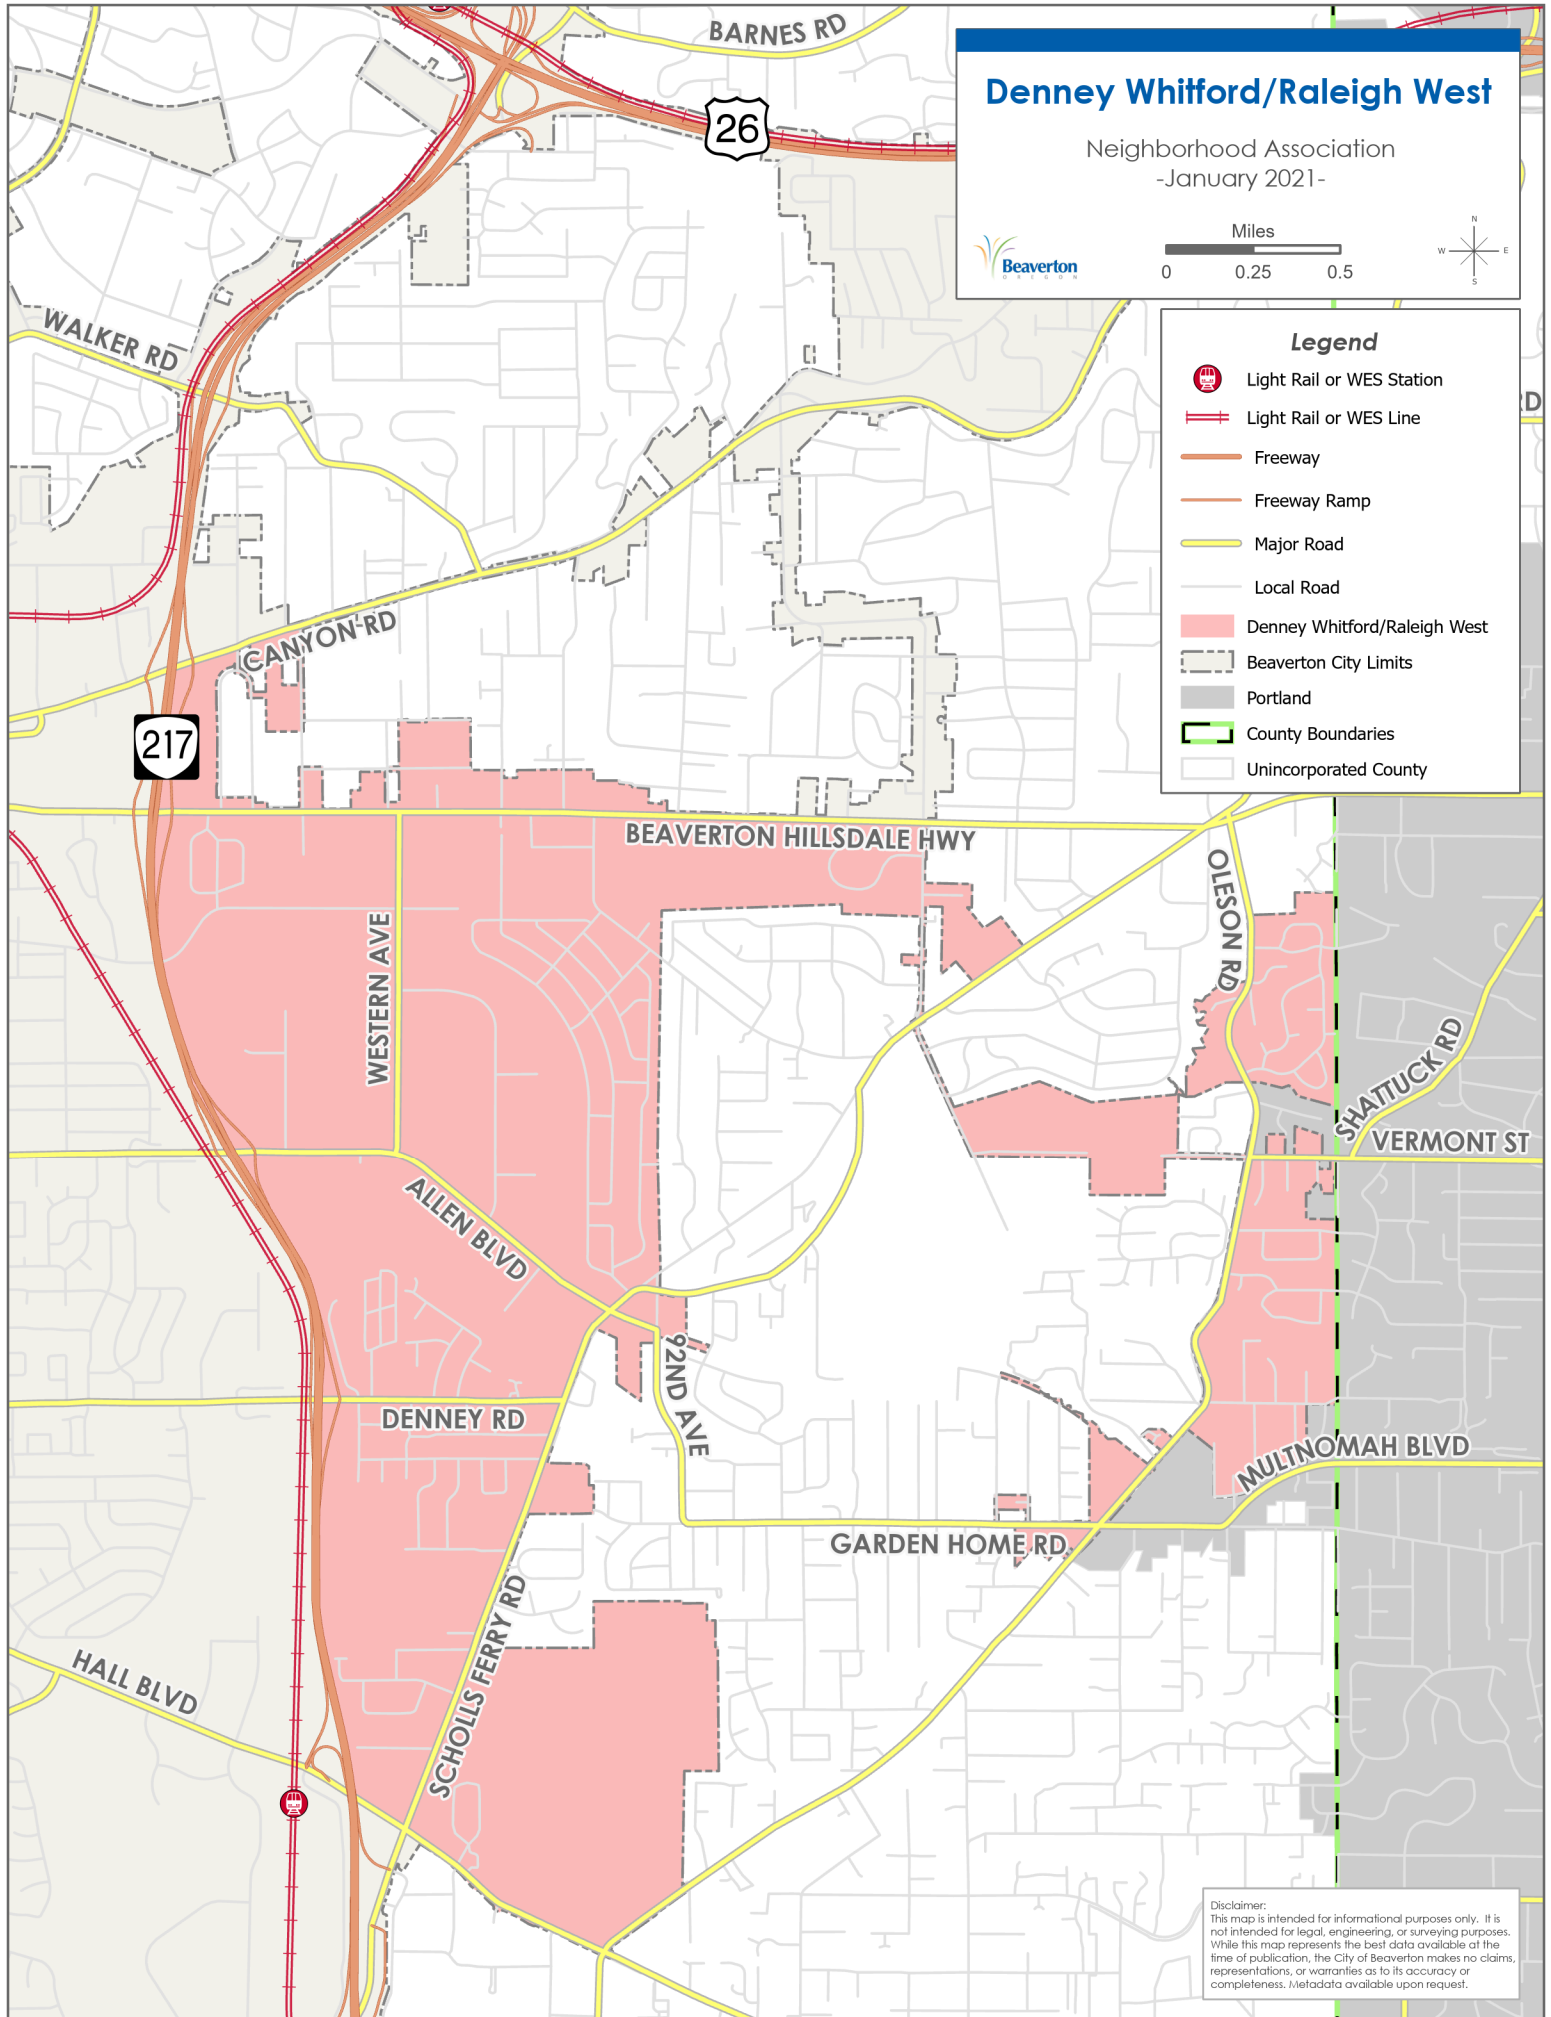 BARNES RD
Denney Whitford/Raleigh West
Neighborhood Association
-January 2021-
26
Miles
0 0.25 0.5
N
W E
S
Beaverton
OREGON
WALKER RD
Legend
Light Rail or WES Station
Light Rail or WES Line
RD
Freeway
Freeway Ramp
Major Road
Local Road
Denney Whitford/Raleigh West
Beaverton City Limits
Portland
County Boundaries
Unincorporated County
CANYON RD
217
BEAVERTON HILLSDALE HWY
OLESON RD
WESTERN AVE
SHATTUCK RD
VERMONT ST
ALLEN BLVD
92ND AVE
DENNEY RD
MULTNOMAH BLVD
GARDEN HOME RD
SCHOLLS FERRY RD
HALL BLVD
Disclaimer:
This map is intended for informational purposes only. It is
not intended for legal, engineering, or surveying purposes.
While this map represents the best data available at the
time of publication, the City of Beaverton makes no claims,
representations, or warranties as to its accuracy or
completeness. Metadata available upon request.